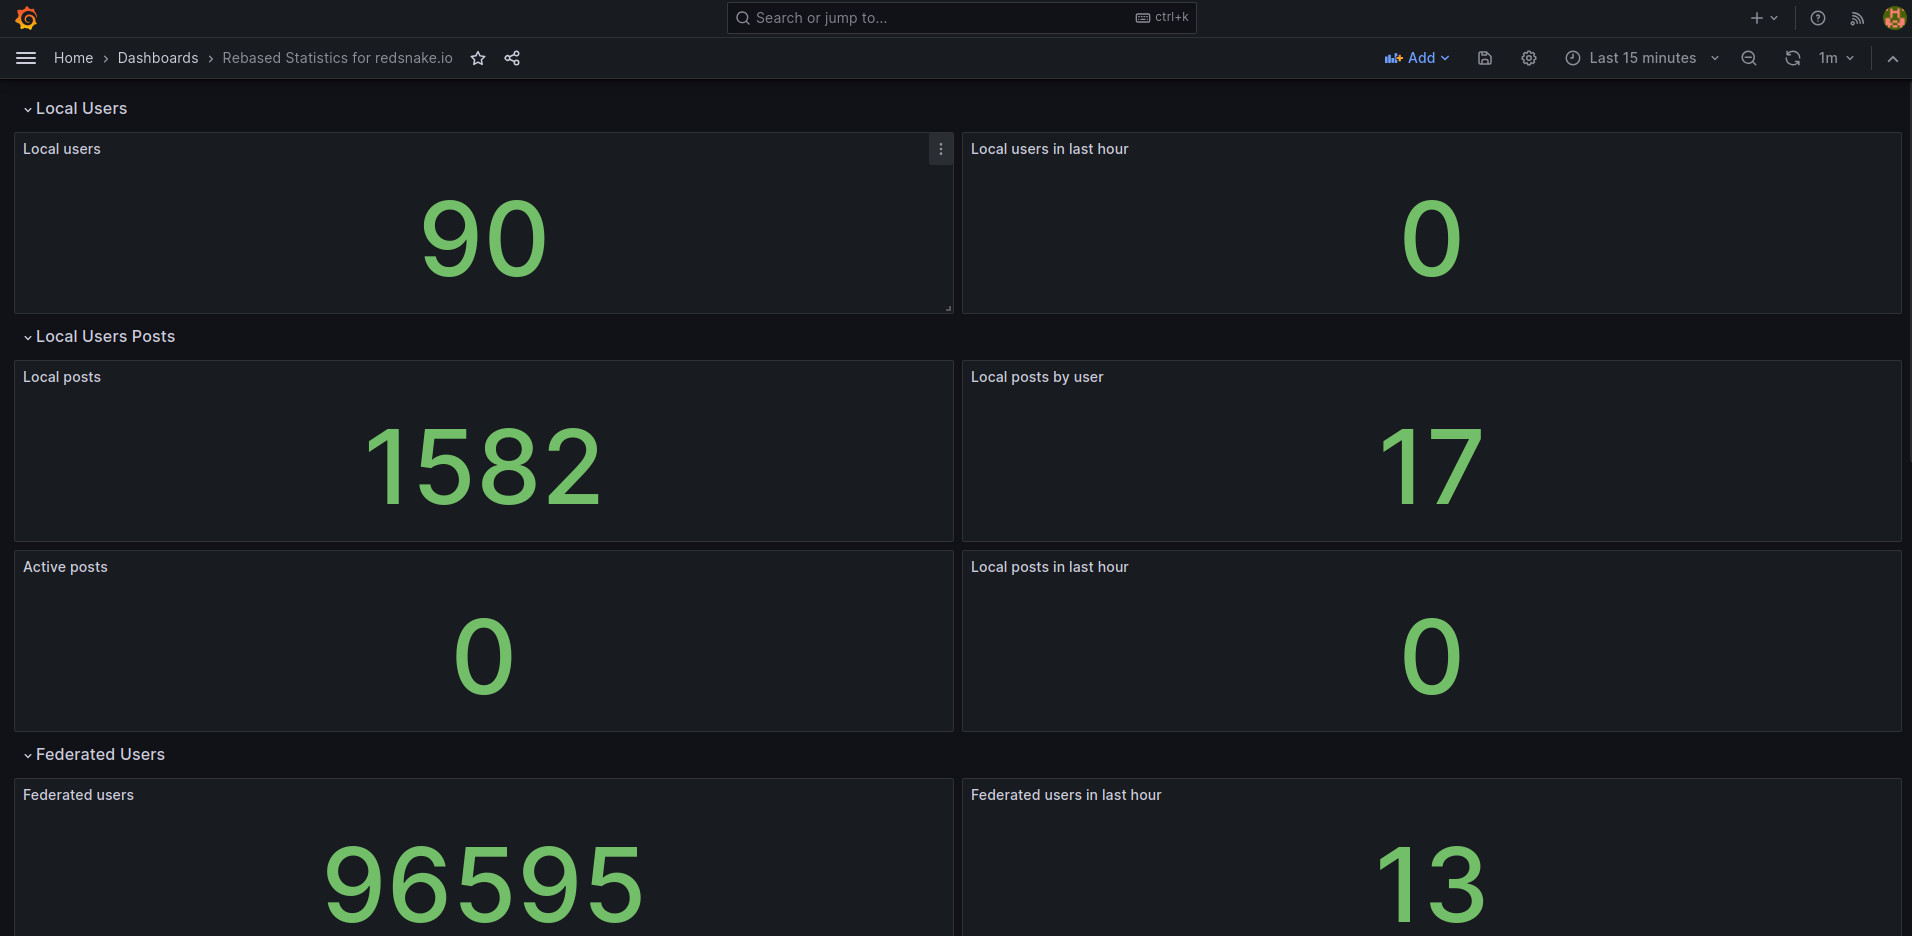 Search or jump to... ctrl+k
Home › Dashboards › Rebased Statistics for redsnake.io Add Last 15 minutes 1m
Local Users
Local users Local users in last hour
90 0
Local Users Posts
Local posts Local posts by user
1582 17
Active posts Local posts in last hour
0 0
Federated Users
Federated users Federated users in last hour
96595 13